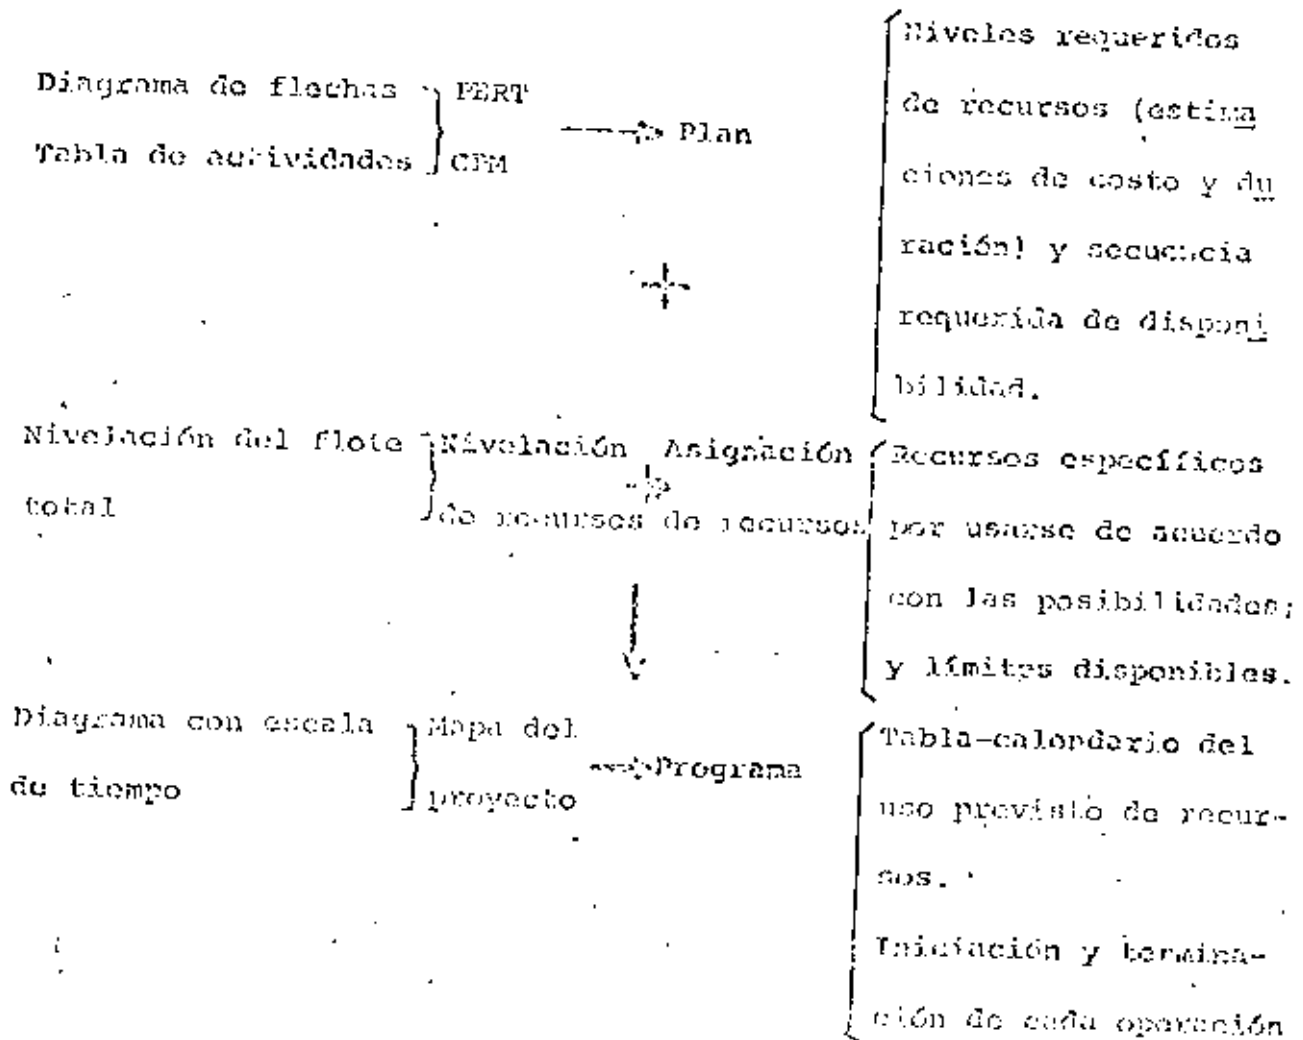 Diagrama de flechas
Tabla de actividades
PERT
CPM
Plan
Niveles requeridos
de recursos (estima
ciones de costo y du
ración) y secuencia
requerida de disponi
bilidad.
+
Nivelación del flote
total
Nivelación
de recursos
Asignación
de recursos
Recursos específicos
por usarse de acuerdo
con las posibilidades;
y límites disponibles.
Diagrama con escala
de tiempo
Mapa del
proyecto
Programa
Tabla-calendario del
uso previsto de recur-
sos.
Iniciación y termina-
ción de cada operación